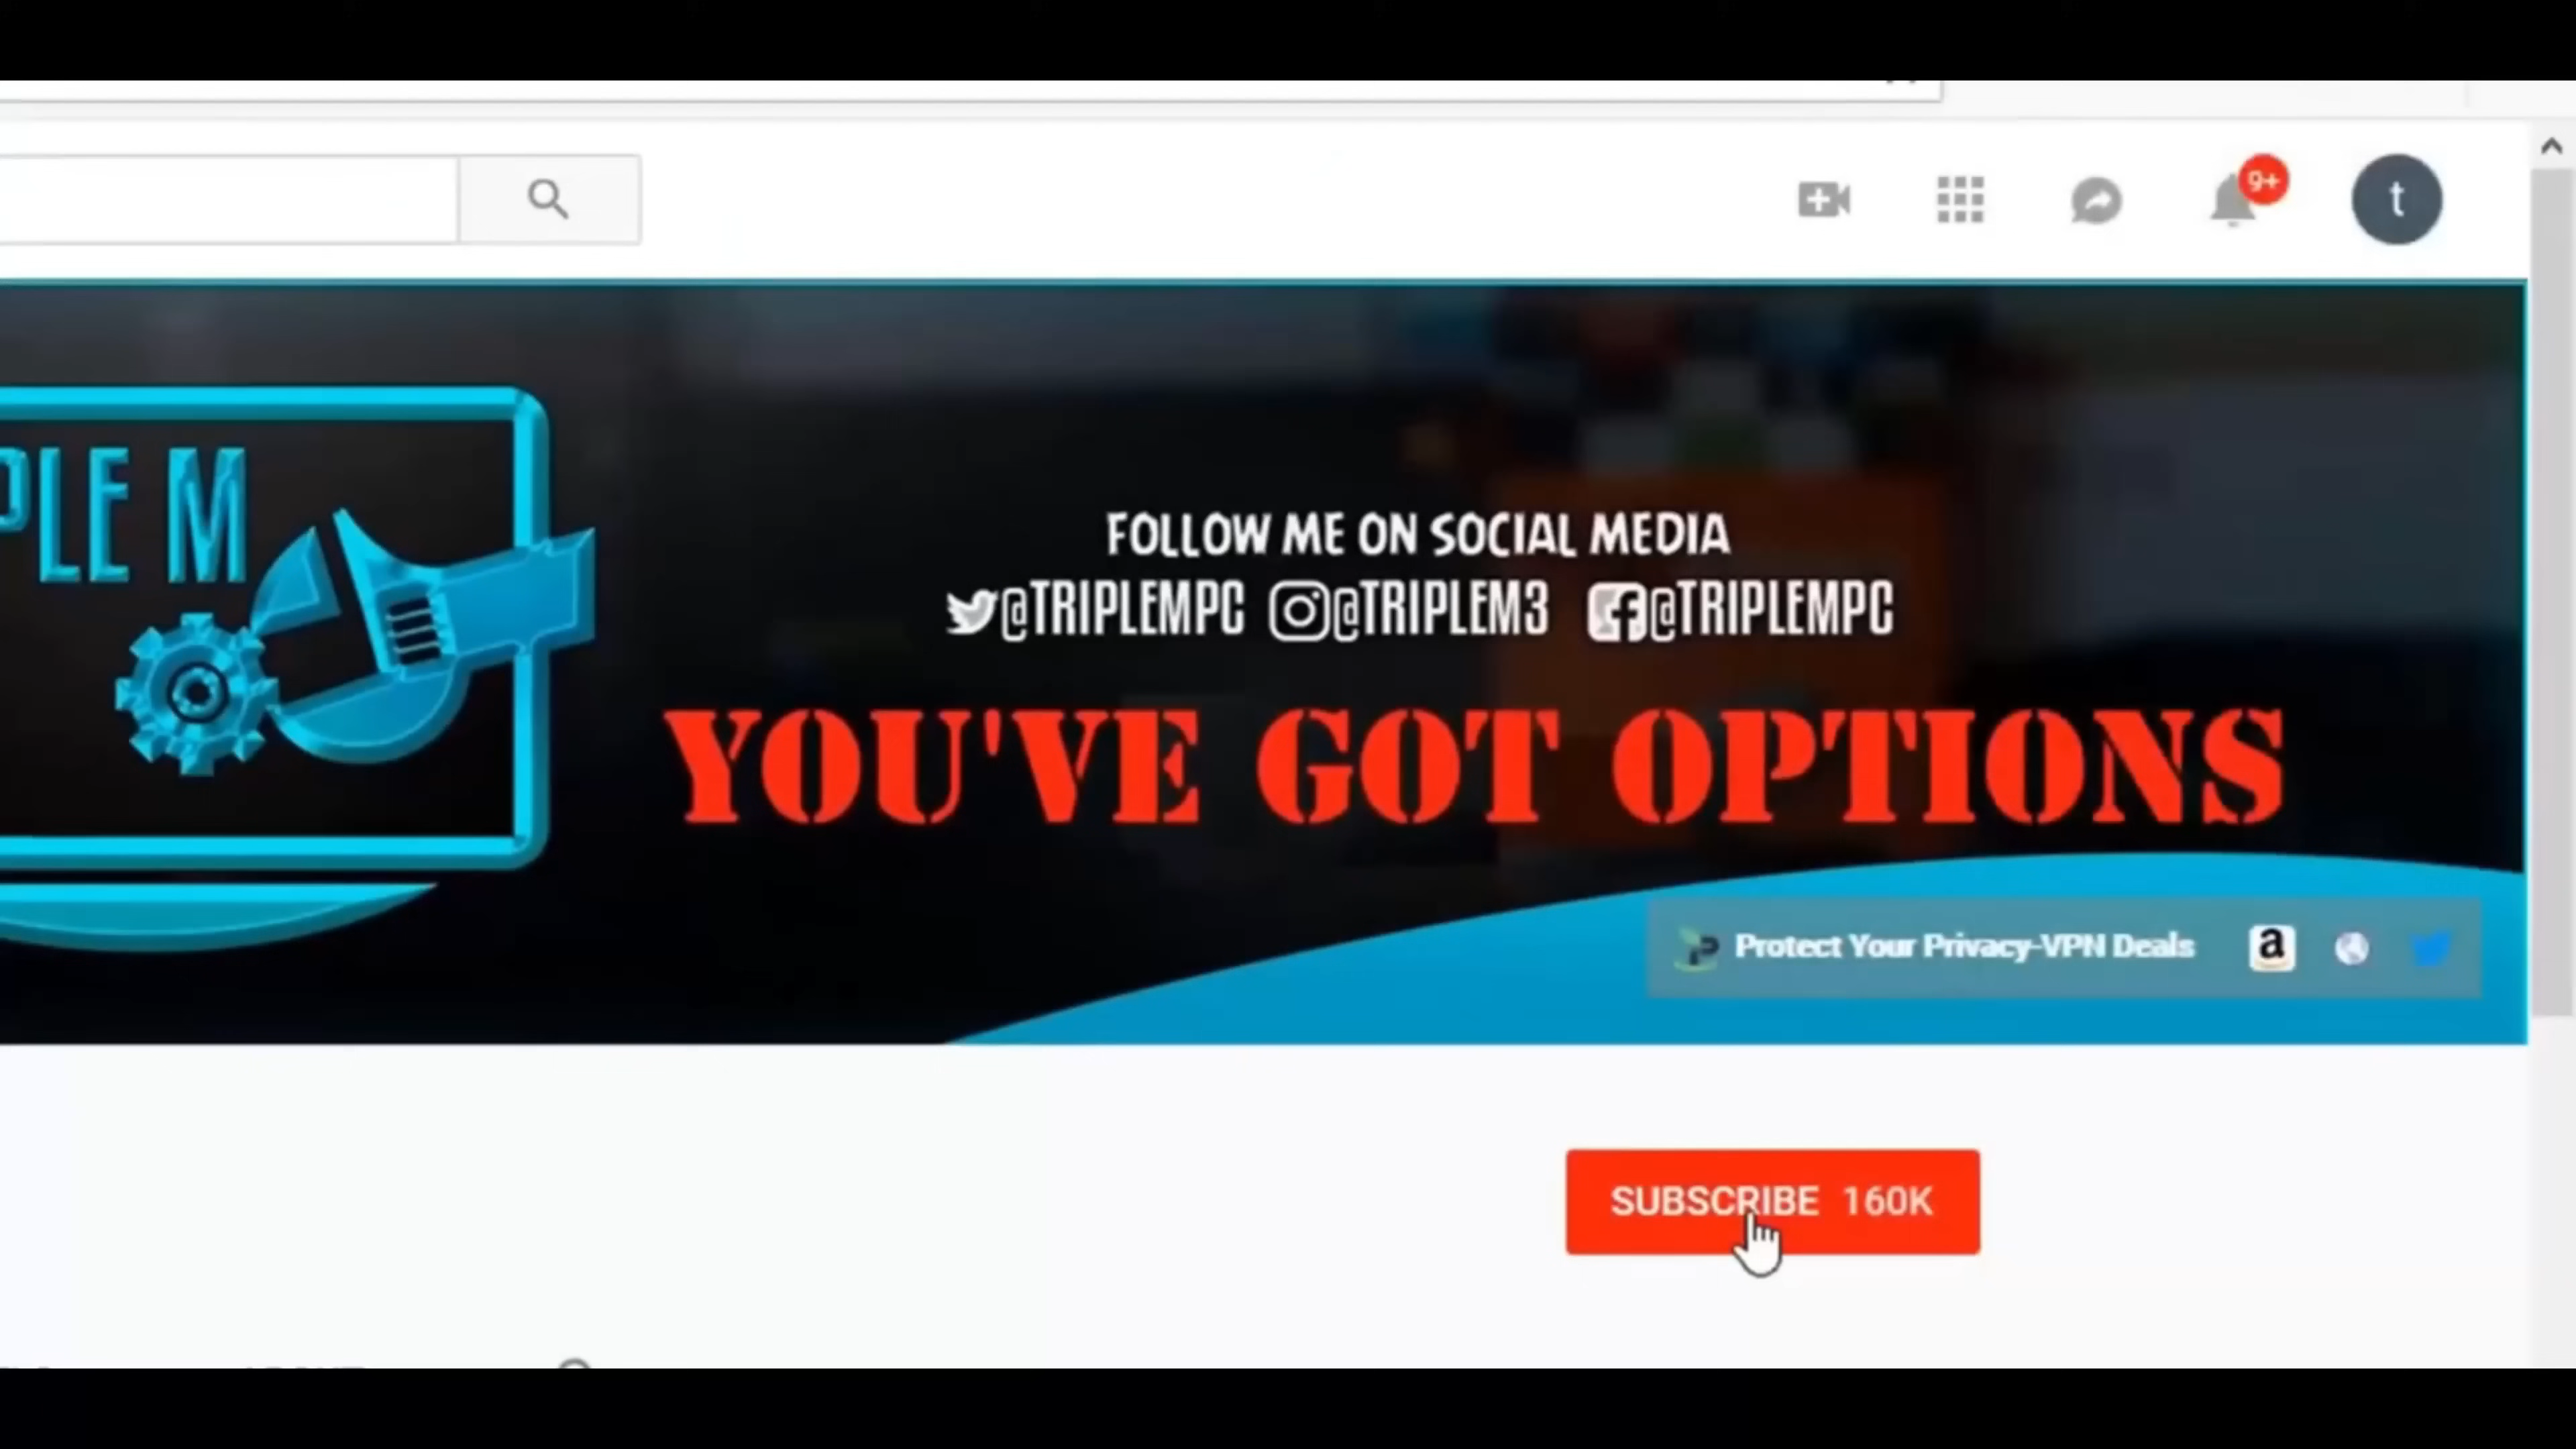 9+
t
PLE M
FOLLOW ME ON SOCIAL MEDIA
@TRIPLEMPC @TRIPLEM3 @TRIPLEMPC
YOU'VE GOT OPTIONS
Protect Your Privacy-VPN Deals
SUBSCRIBE 160K